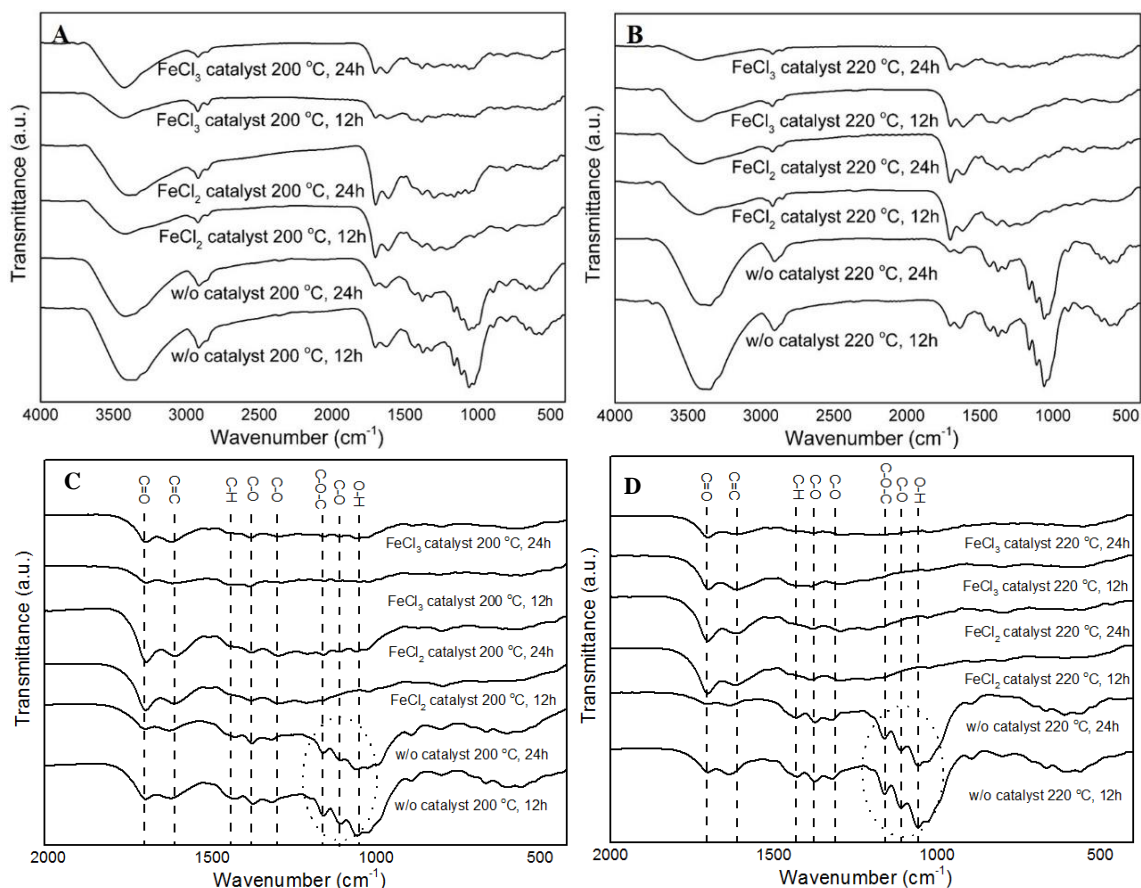 A
FeCl3 catalyst 200 °C, 24h
FeCl3 catalyst 200 °C, 12h
FeCl2 catalyst 200 °C, 24h
FeCl2 catalyst 200 °C, 12h
w/o catalyst 200 °C, 24h
w/o catalyst 200 °C, 12h
Transmittance (a.u.)
4000 3500 3000 2500 2000 1500 1000 500
Wavenumber (cm-1)
B
FeCl3 catalyst 220 °C, 24h
FeCl3 catalyst 220 °C, 12h
FeCl2 catalyst 220 °C, 24h
FeCl2 catalyst 220 °C, 12h
w/o catalyst 220 °C, 24h
w/o catalyst 220 °C, 12h
Transmittance (a.u.)
4000 3500 3000 2500 2000 1500 1000 500
Wavenumber (cm-1)
C
C=O C=C C-H C-O C-O C-O-C C-O O-H
FeCl3 catalyst 200 °C, 24h
FeCl3 catalyst 200 °C, 12h
FeCl2 catalyst 200 °C, 24h
FeCl2 catalyst 200 °C, 12h
w/o catalyst 200 °C, 24h
w/o catalyst 200 °C, 12h
Transmittance (a.u.)
2000 1500 1000 500
Wavenumber (cm-1)
D
C=O C=C C-H C-O C-O C-O-C C-O O-H
FeCl3 catalyst 220 °C, 24h
FeCl3 catalyst 220 °C, 12h
FeCl2 catalyst 220 °C, 24h
FeCl2 catalyst 220 °C, 12h
w/o catalyst 220 °C, 24h
w/o catalyst 220 °C, 12h
Transmittance (a.u.)
2000 1500 1000 500
Wavenumber (cm-1)